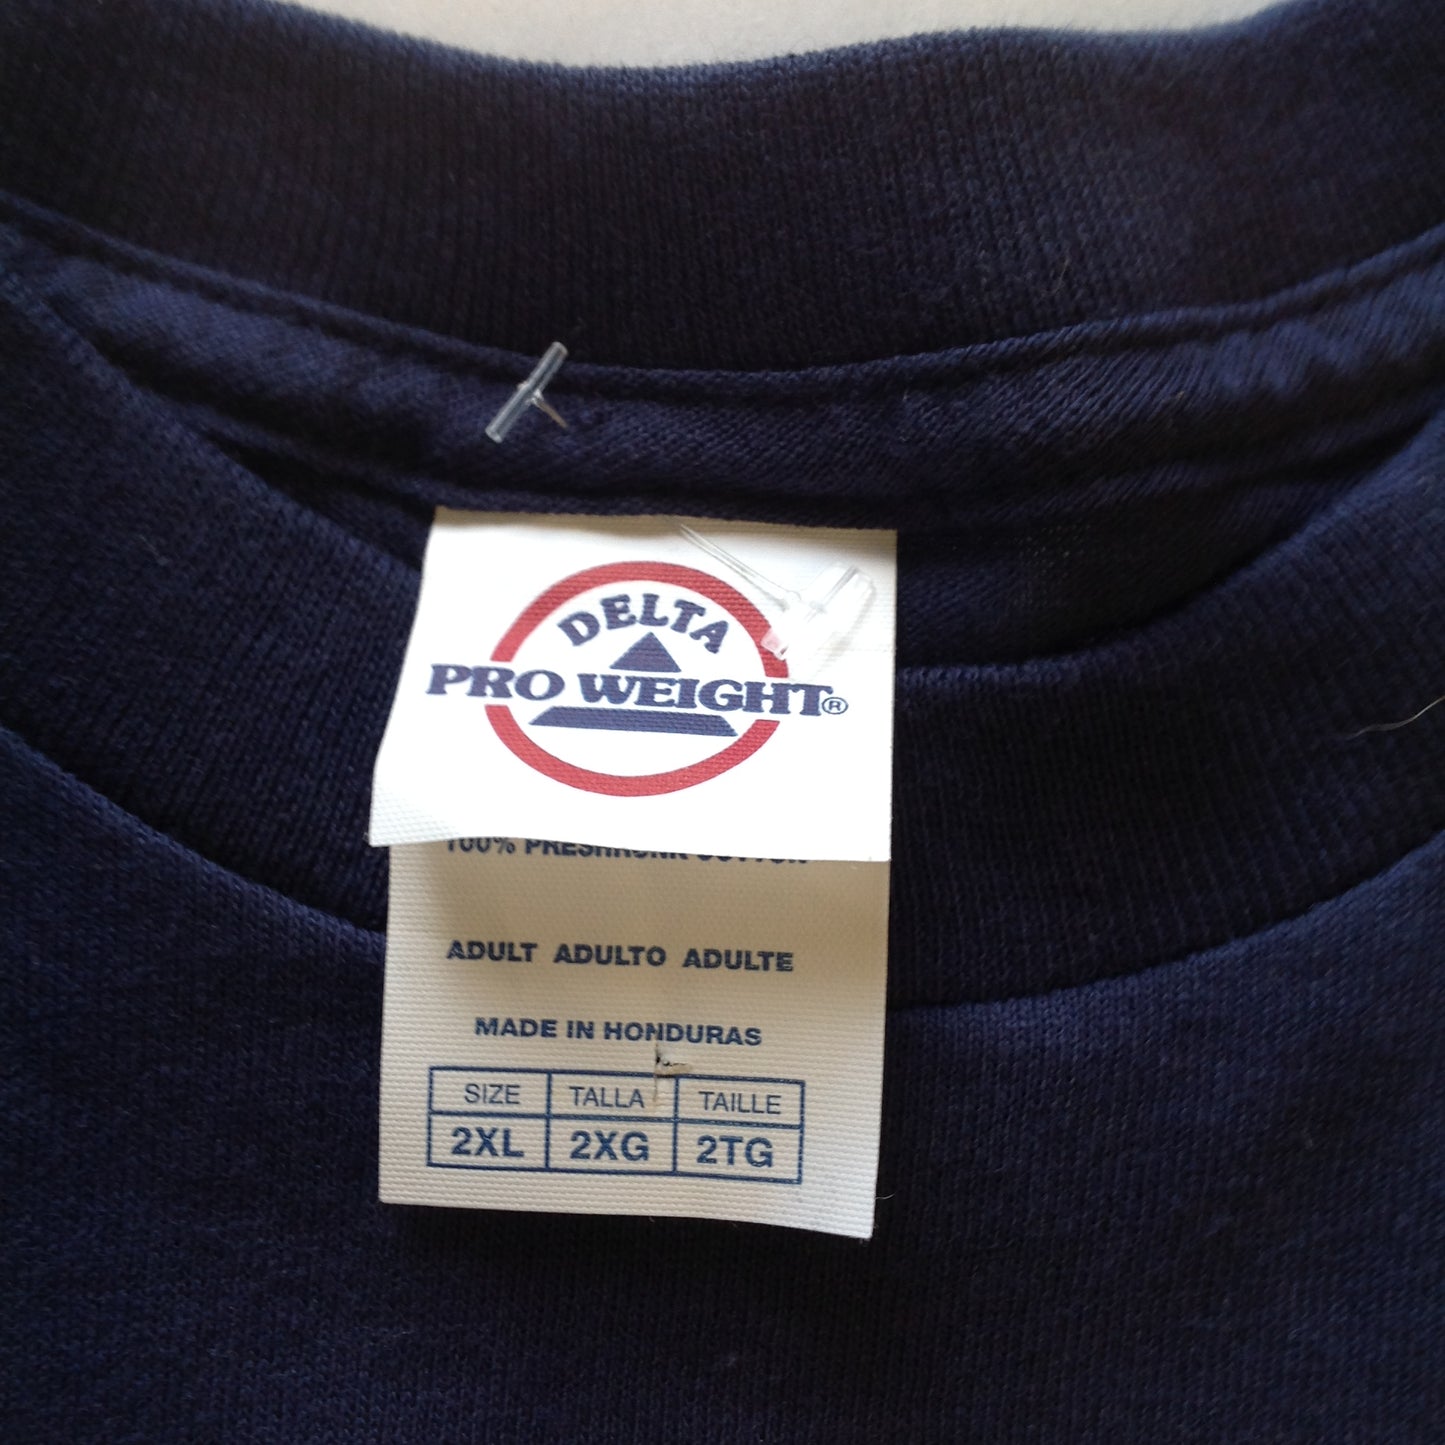 DELTA
PRO WEIGHT®
100% PRESHRUNK COTTON
ADULT ADULTO ADULTE
MADE IN HONDURAS
SIZE TALLA TAILLE
2XL 2XG 2TG